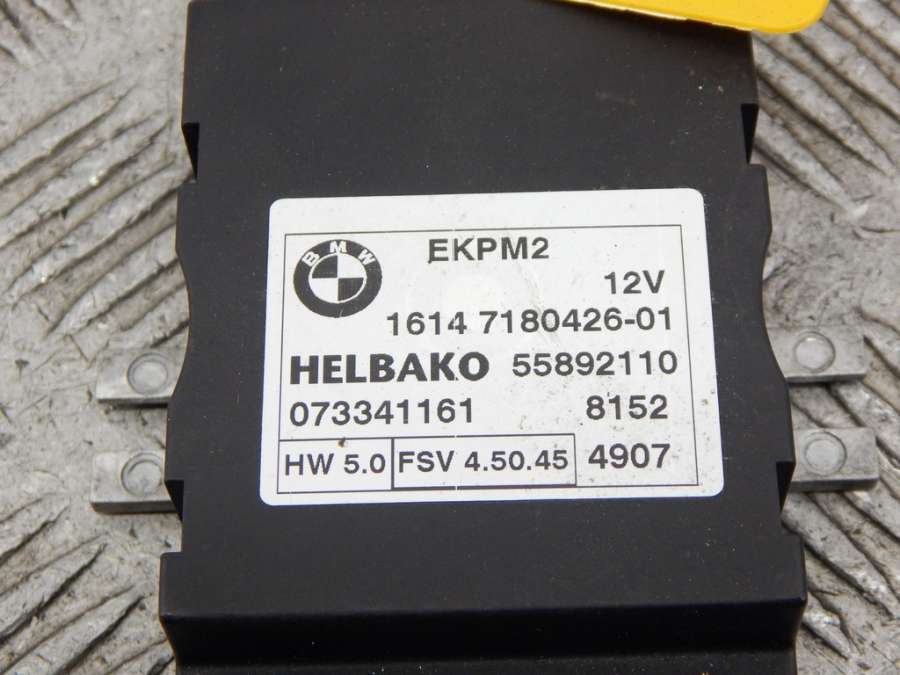 BMW
EKPM2
12V
1614 7180426-01
HELBAKO 55892110
073341161 8152
HW 5.0 FSV 4.50.45 4907